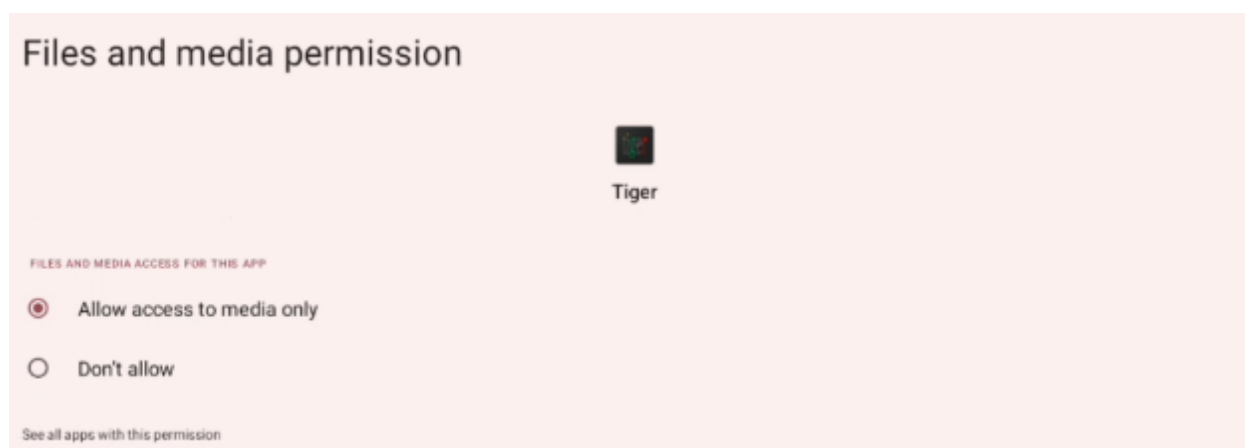 Files and media permission
Tiger
FILES AND MEDIA ACCESS FOR THIS APP
Allow access to media only
Don't allow
See all apps with this permission